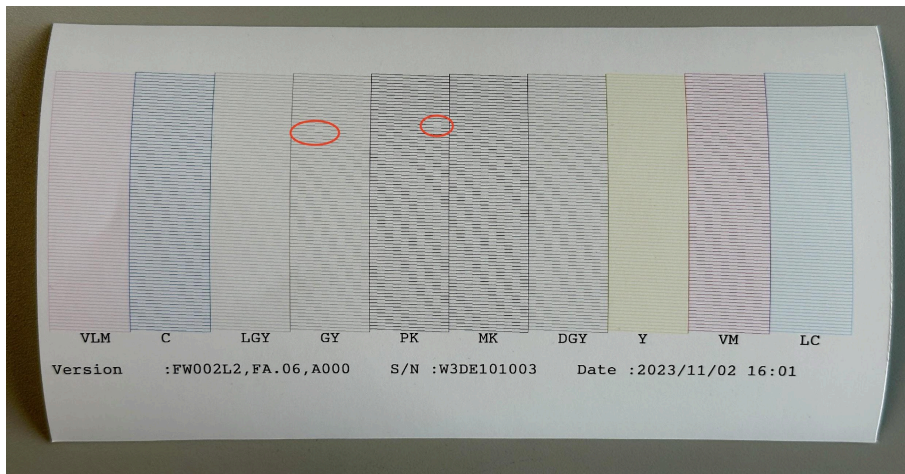 VLM C LGY GY PK MK DGY Y VM LC
Version :FW002L2,FA.06,A000 S/N :W3DE101003 Date :2023/11/02 16:01